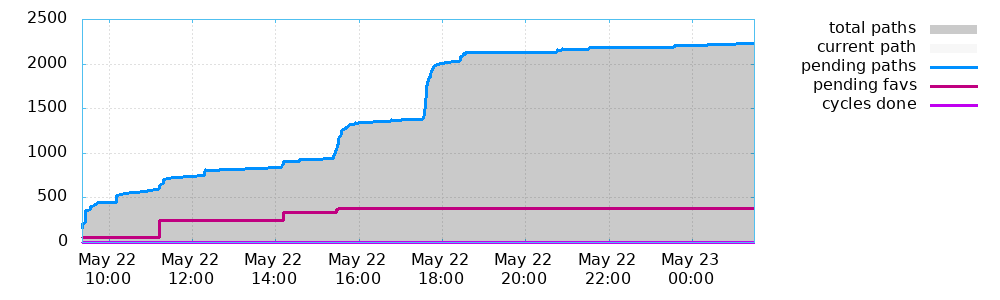 2500
2000
1500
1000
500
0
May 22 May 22 May 22 May 22 May 22 May 22 May 22 May 23
10:00 12:00 14:00 16:00 18:00 20:00 22:00 00:00
total paths
current path
pending paths
pending favs
cycles done